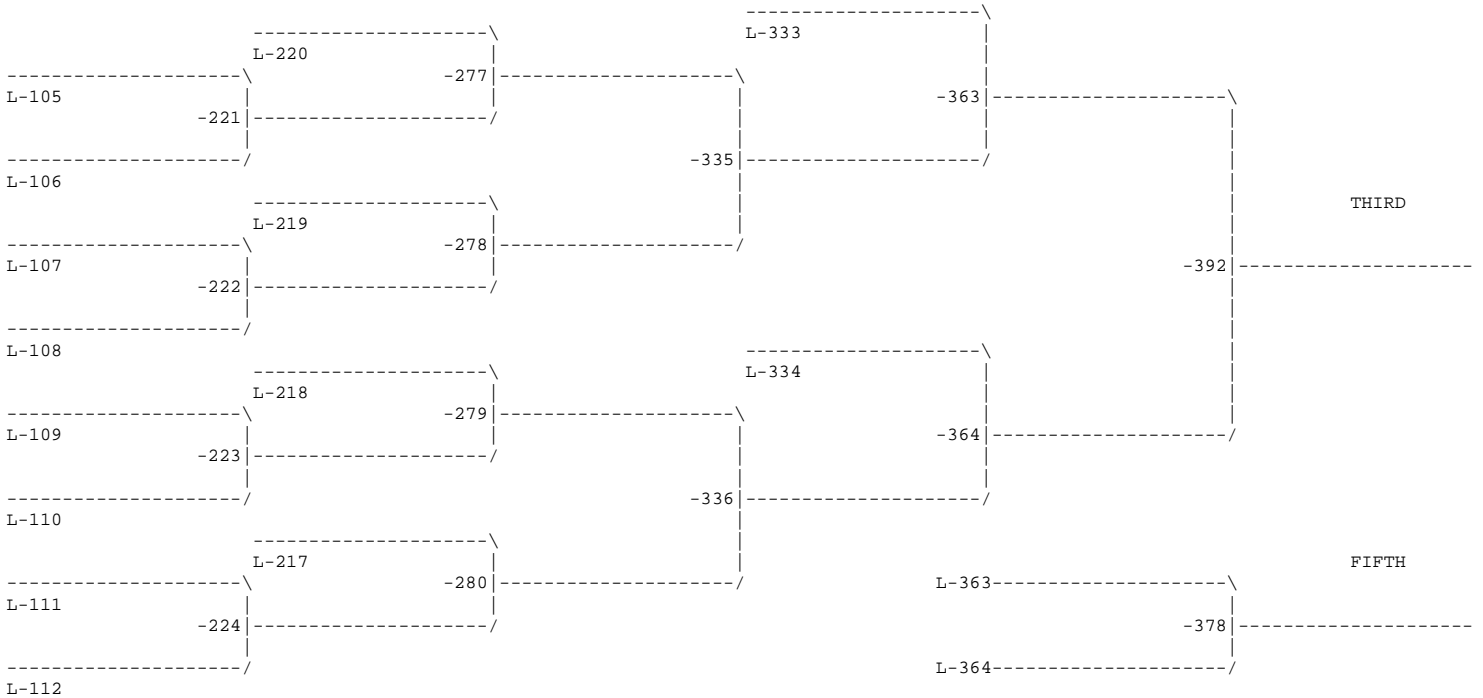 L-333
L-220
-277
L-105
-363
-221
-335
L-106
THIRD
L-219
-278
L-107
-392
-222
L-108
L-334
L-218
-279
L-109
-364
-223
-336
L-110
L-217
FIFTH
-280
L-363
L-111
-224
-378
L-364
L-112